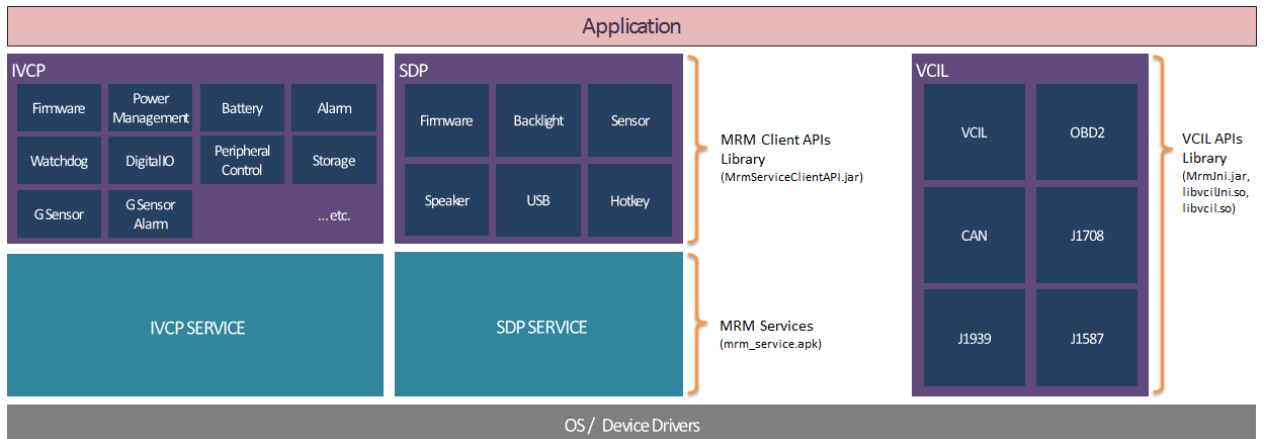 Application
IVCP
Firmware
Power
Management
Battery
Alarm
Watchdog
Digital IO
Peripheral
Control
Storage
G Sensor
G Sensor
Alarm
... etc.
SDP
Firmware
Backlight
Sensor
Speaker
USB
Hotkey
MRM Client APIs
Library
(MrmServiceClientAPI.jar)
IVCP SERVICE
SDP SERVICE
MRM Services
(mrm_service.apk)
VCIL
VCIL
OBD2
CAN
J1708
J1939
J1587
VCIL APIs
Library
(MrmJni.jar,
libvcilJni.so,
libvcil.so)
OS / Device Drivers